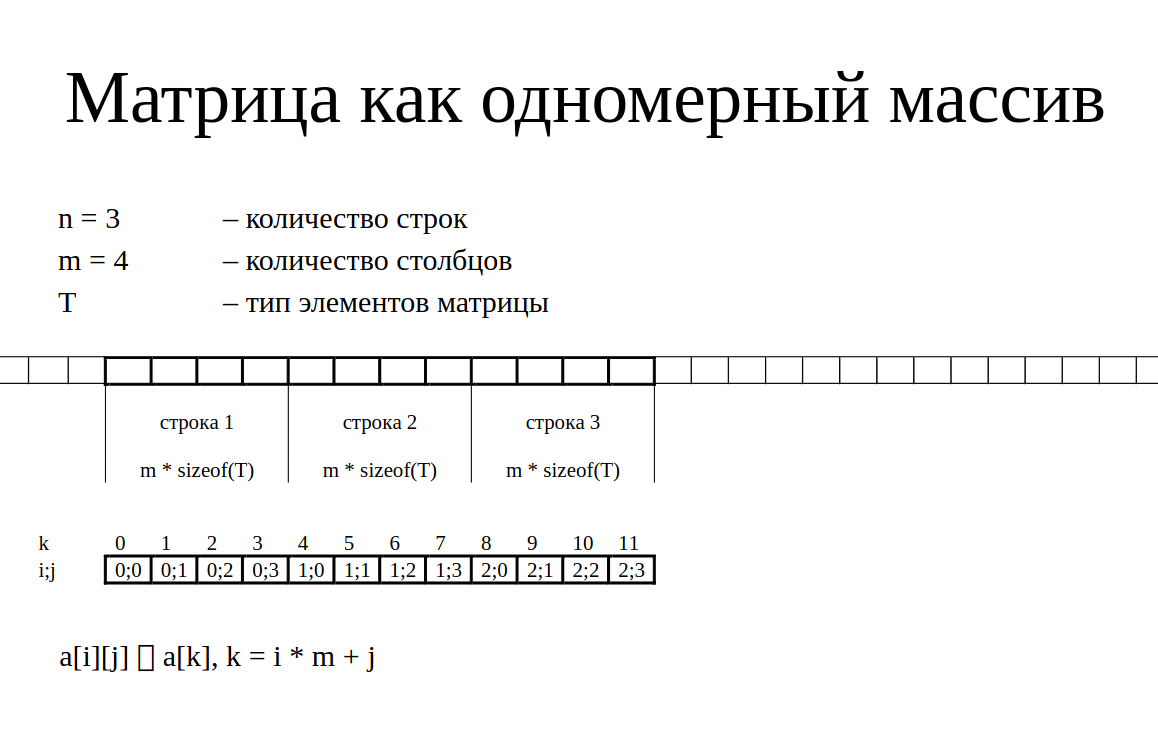 Матрица как одномерный массив
n = 3 – количество строк
m = 4 – количество столбцов
T – тип элементов матрицы
строка 1 строка 2 строка 3
m * sizeof(T) m * sizeof(T) m * sizeof(T)
k 0 1 2 3 4 5 6 7 8 9 10 11
i;j 0;0 0;1 0;2 0;3 1;0 1;1 1;2 1;3 2;0 2;1 2;2 2;3
a[i][j] ▯ a[k], k = i * m + j